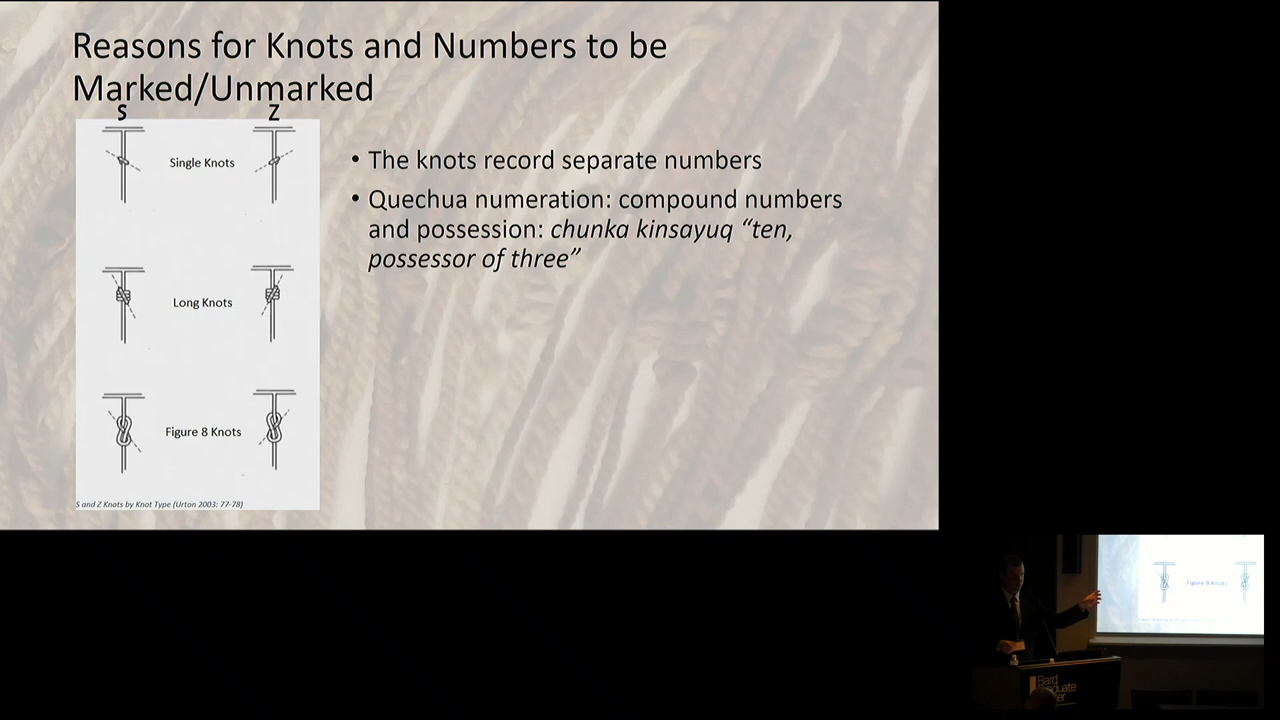 Reasons for Knots and Numbers to be
Marked/Unmarked
S Z
Single Knots
Long Knots
Figure 8 Knots
S and Z Knots by Knot Type (Urton 2003: 77-78)
• The knots record separate numbers
• Quechua numeration: compound numbers
and possession: chunka kinsayuq “ten,
possessor of three”
Figure 8 Knots
Bard
Graduate